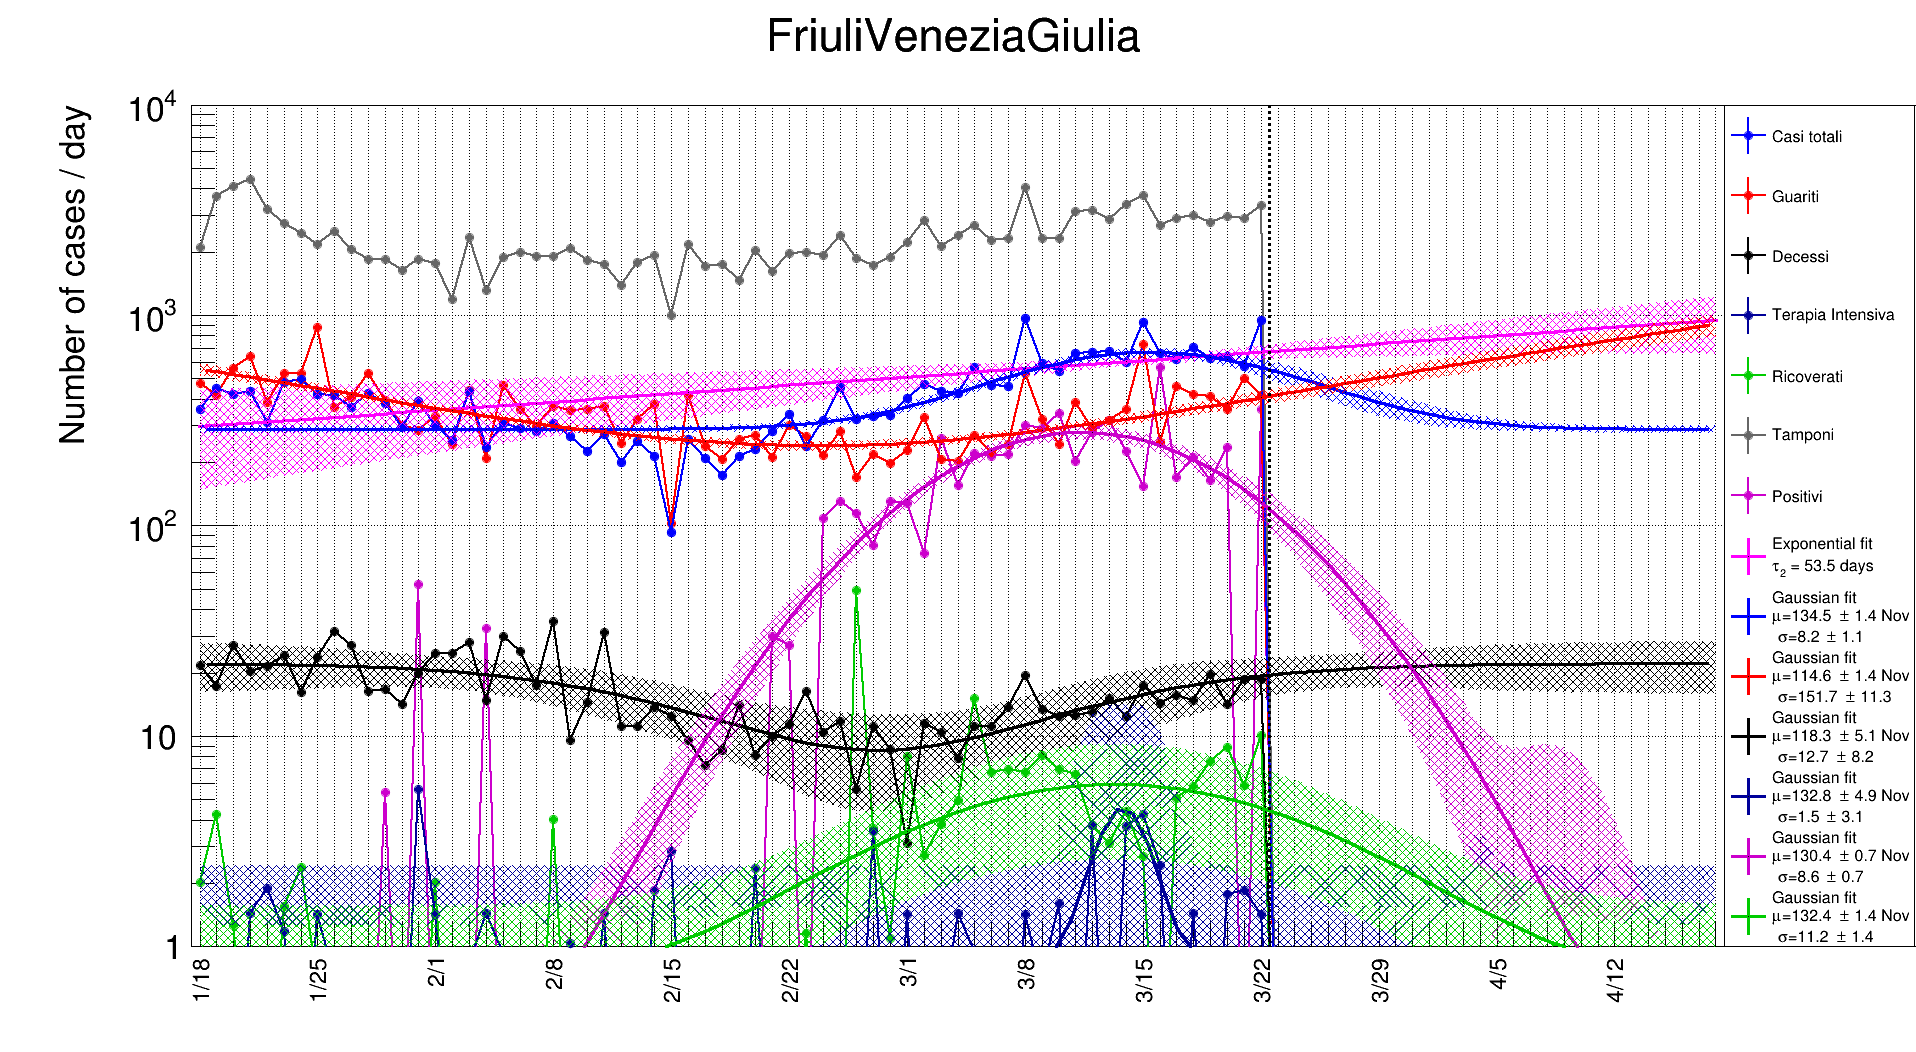 FriuliVeneziaGiulia
Number of cases / day
10⁴
10³
10²
10
1
1/18
1/25
2/1
2/8
2/15
2/22
3/1
3/8
3/15
3/22
3/29
4/5
4/12
Casi totali
Guariti
Decessi
Terapia Intensiva
Ricoverati
Tamponi
Positivi
Exponential fit
τ₂ = 53.5 days
Gaussian fit
μ=134.5 ± 1.4 Nov
σ=8.2 ± 1.1
Gaussian fit
μ=114.6 ± 1.4 Nov
σ=151.7 ± 11.3
Gaussian fit
μ=118.3 ± 5.1 Nov
σ=12.7 ± 8.2
Gaussian fit
μ=132.8 ± 4.9 Nov
σ=1.5 ± 3.1
Gaussian fit
μ=130.4 ± 0.7 Nov
σ=8.6 ± 0.7
Gaussian fit
μ=132.4 ± 1.4 Nov
σ=11.2 ± 1.4